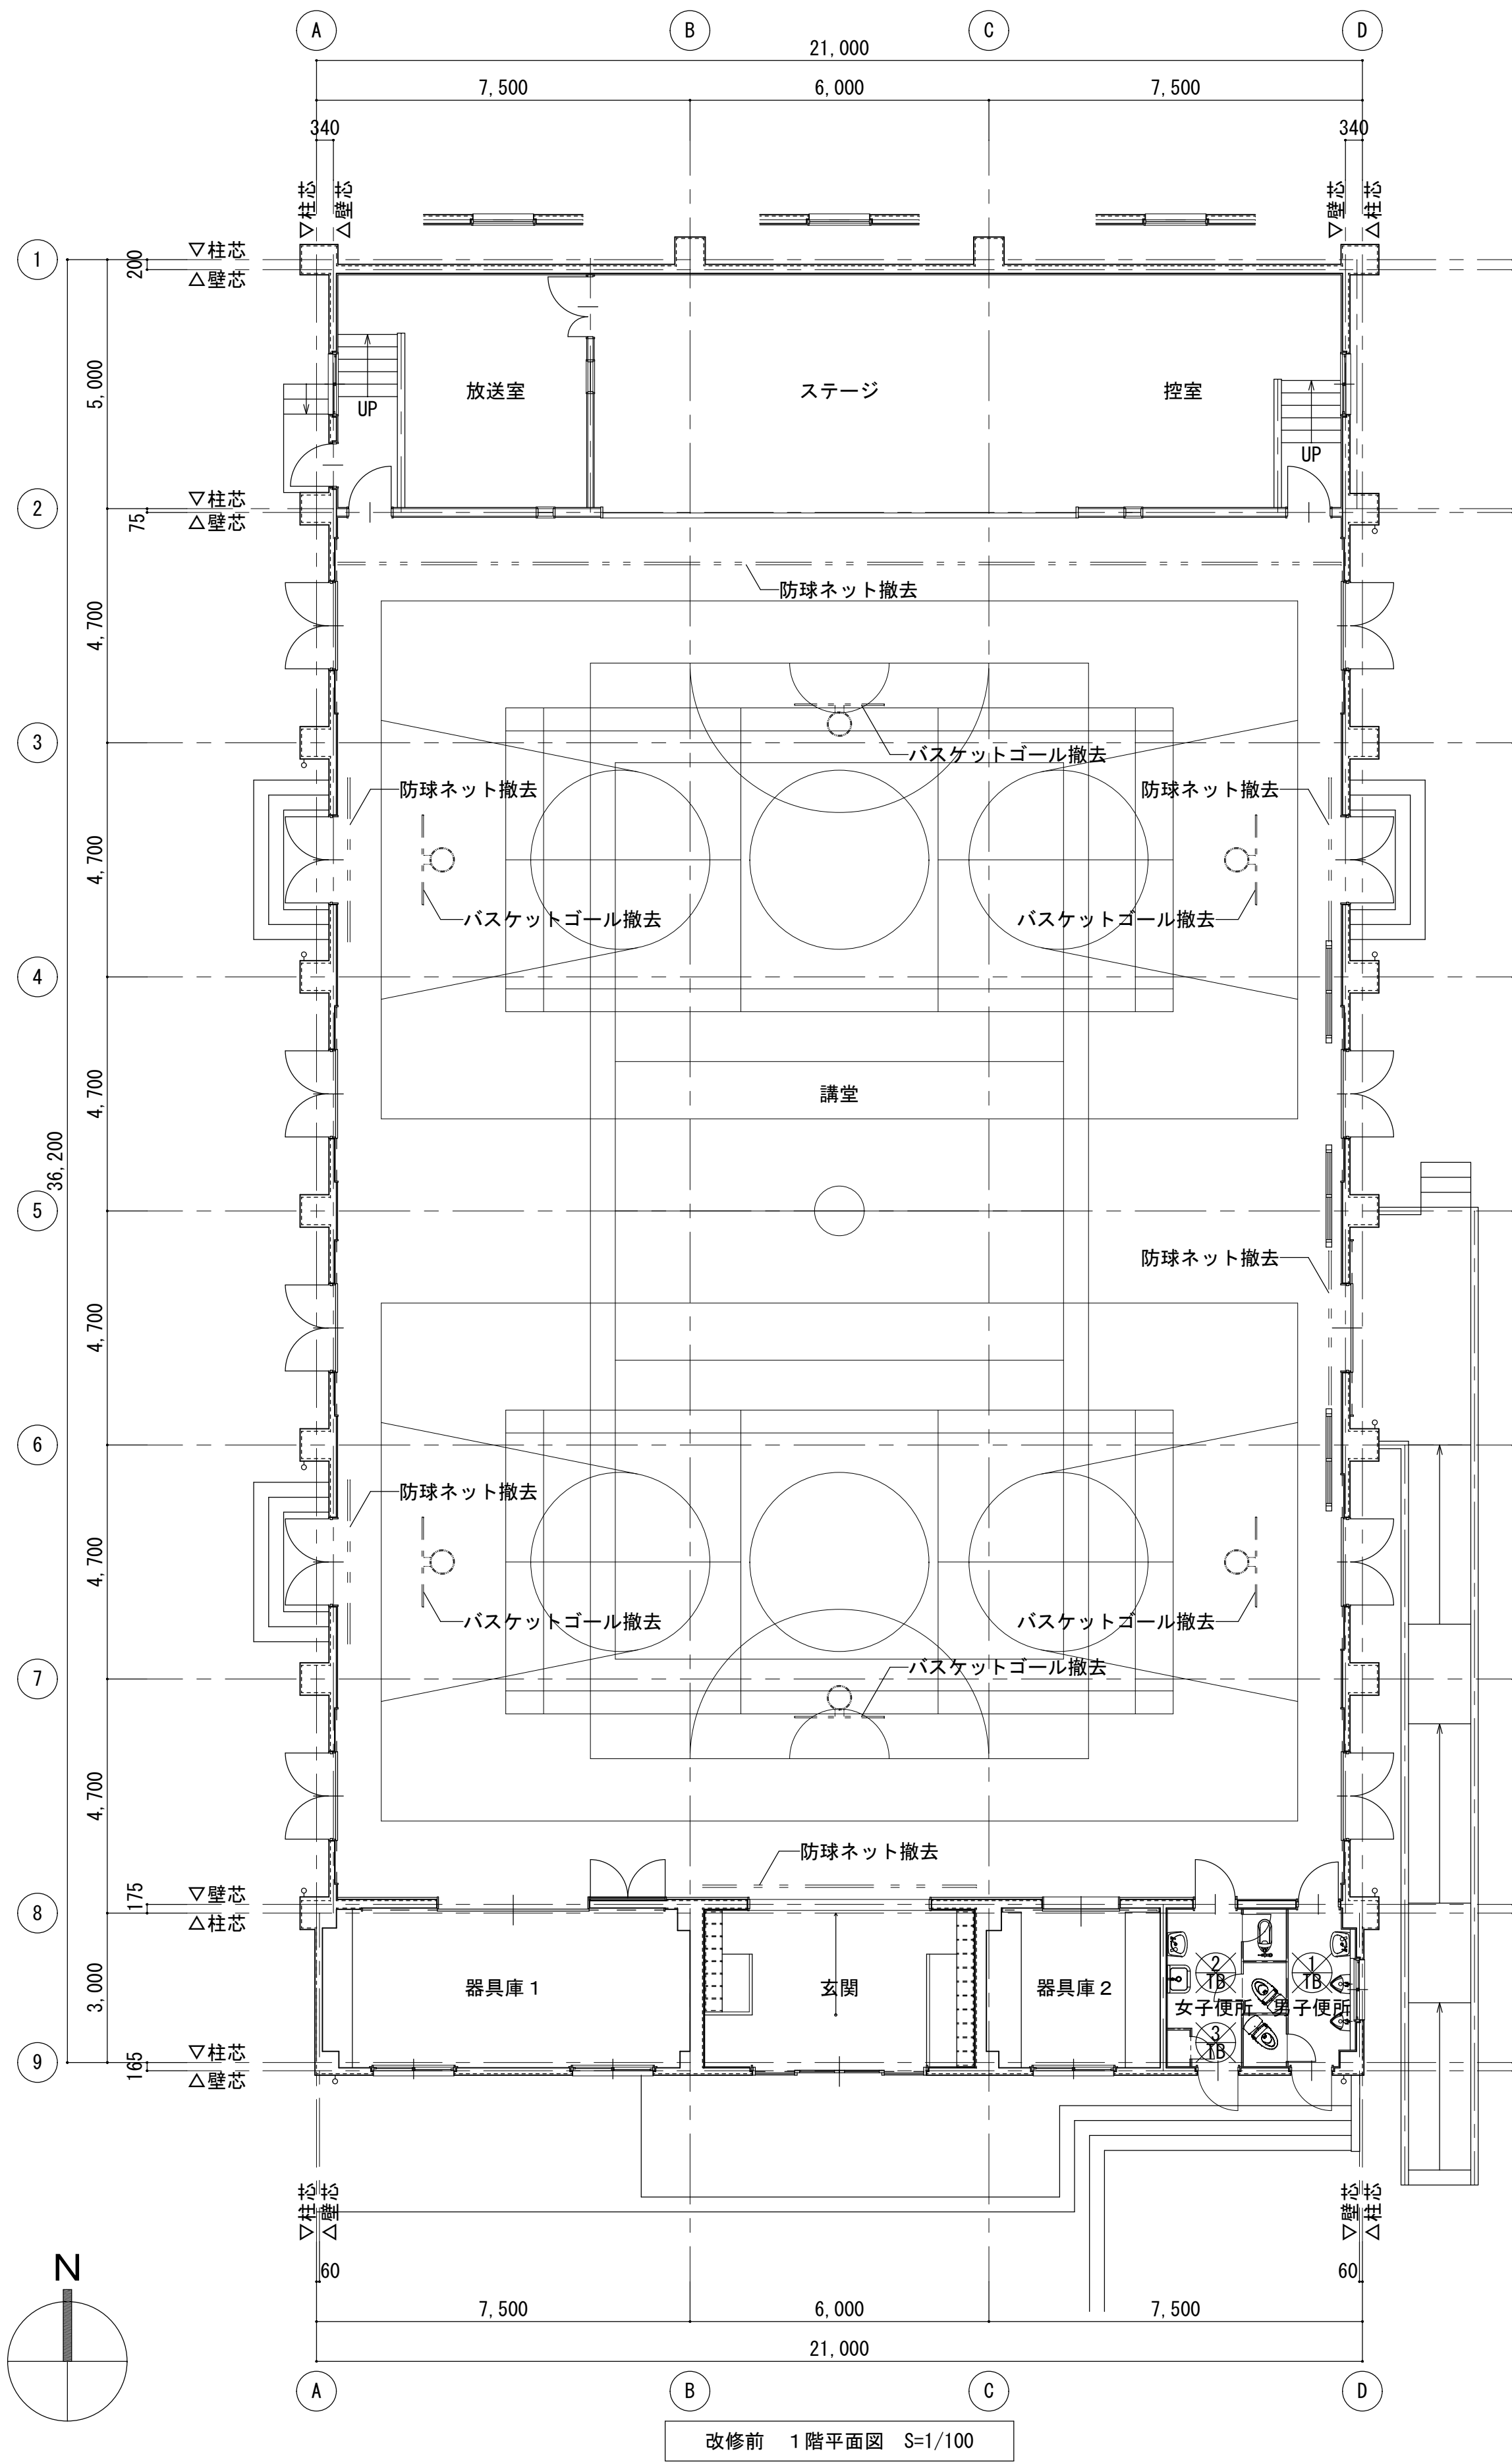 A B C D
21,000
7,500 6,000 7,500
340 340
▽柱芯 △壁芯 ▽壁芯 △柱芯
1 ▽柱芯
200
△壁芯
5,000
放送室 ステージ 控室
UP
UP
2 ▽柱芯
75
△壁芯
防球ネット撤去
4,700
3
バスケットゴール撤去
防球ネット撤去 防球ネット撤去
4,700
バスケットゴール撤去 バスケットゴール撤去
4
4,700
講堂
36,200
5
防球ネット撤去
4,700
6
防球ネット撤去
4,700
バスケットゴール撤去 バスケットゴール撤去
バスケットゴール撤去
7
4,700
防球ネット撤去
175 ▽壁芯
8
△柱芯
2 TB 1 TB
3,000
器具庫1 玄関 器具庫2
女子便所 男子便所
3 TB
▽柱芯
9
165
△壁芯
▽柱芯 △壁芯 ▽壁芯 △柱芯
N
60 60
7,500 6,000 7,500
21,000
A B C D
改修前 1階平面図 S=1/100